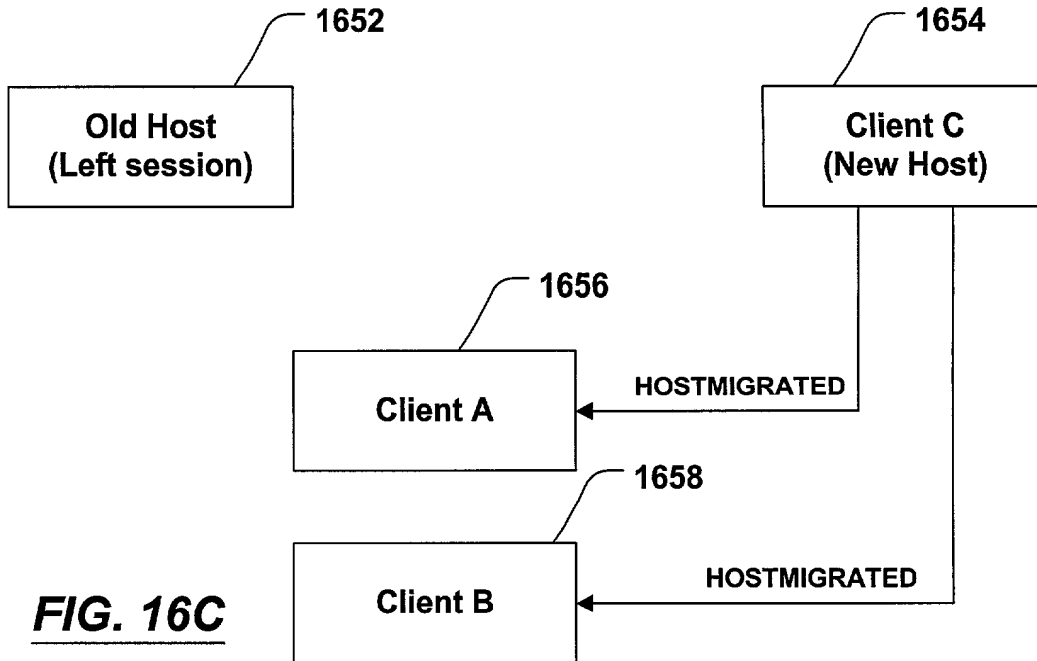 1652
1654
Old Host
(Left session)
Client C
(New Host)
1656
Client A
HOSTMIGRATED
1658
Client B
HOSTMIGRATED
FIG. 16C